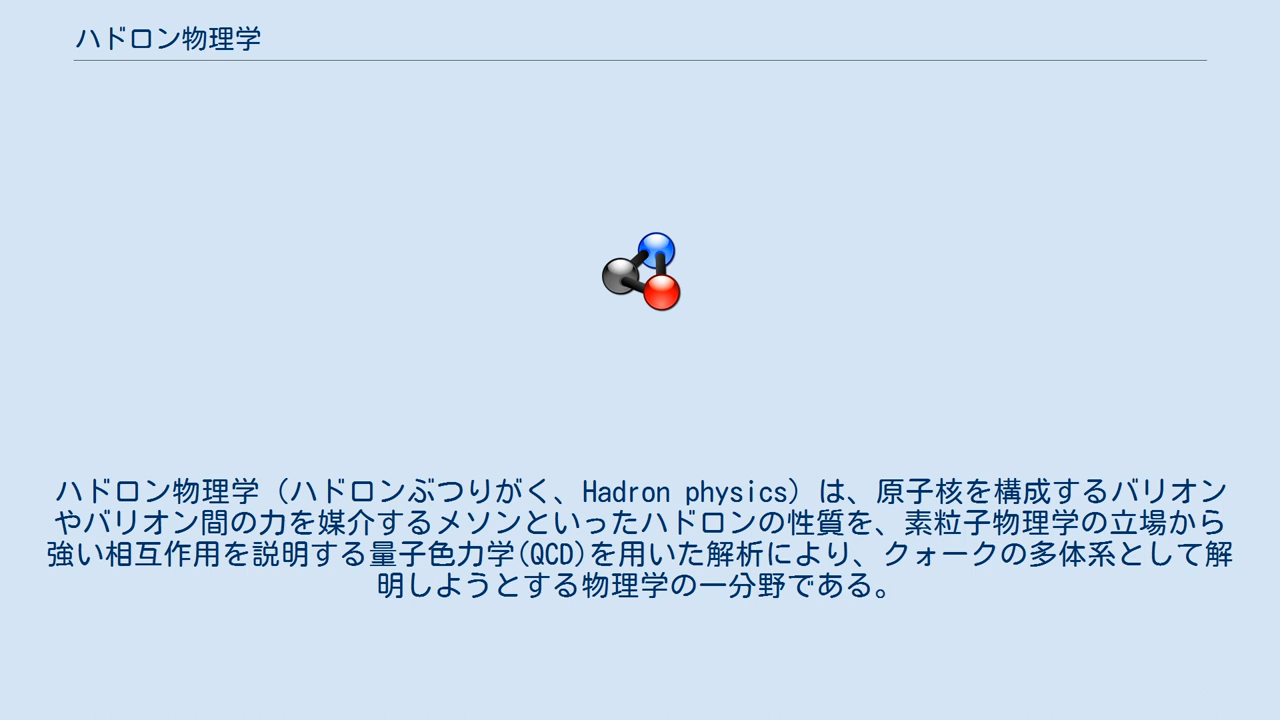 ハドロン物理学
ハドロン物理学（ハドロンぶつりがく、Hadron physics）は、原子核を構成するバリオン
やバリオン間の力を媒介するメソンといったハドロンの性質を、素粒子物理学の立場から
強い相互作用を説明する量子色力学(QCD)を用いた解析により、クォークの多体系として解
明しようとする物理学の一分野である。